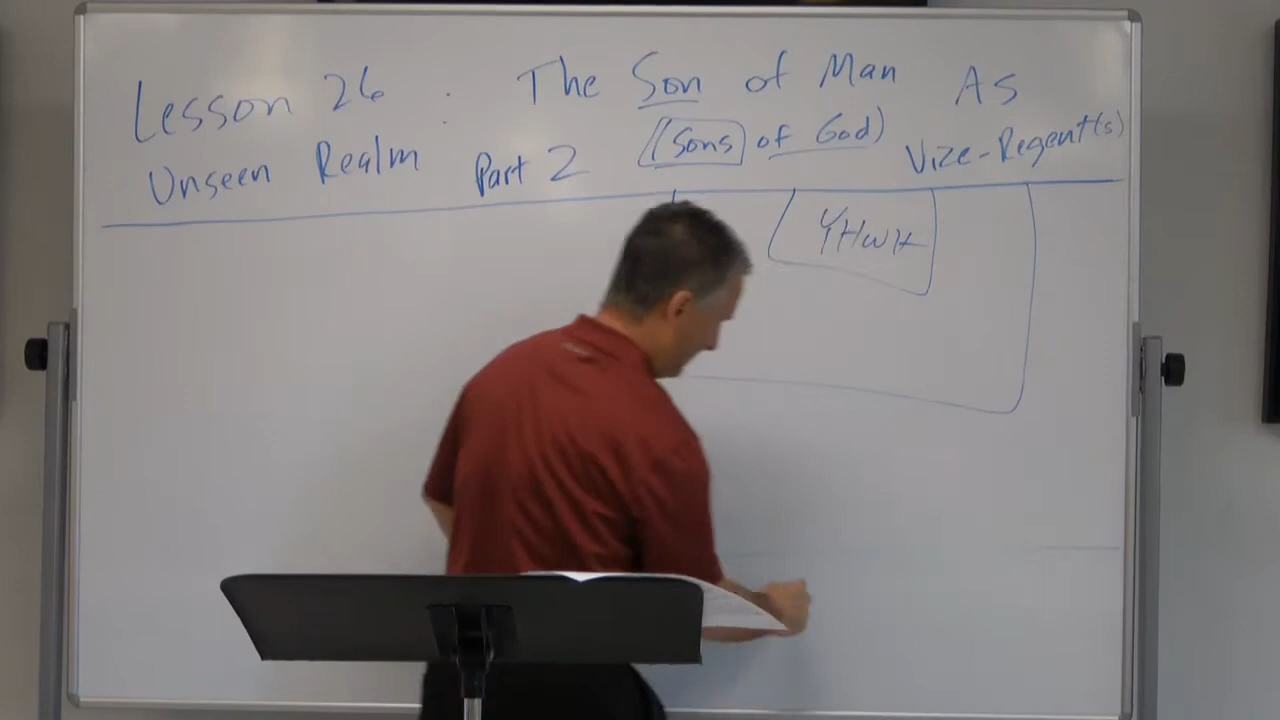 Lesson 26 : The Son of Man As
Unseen Realm Part 2 (Sons of God) Vize-Regent(s)
YHWH